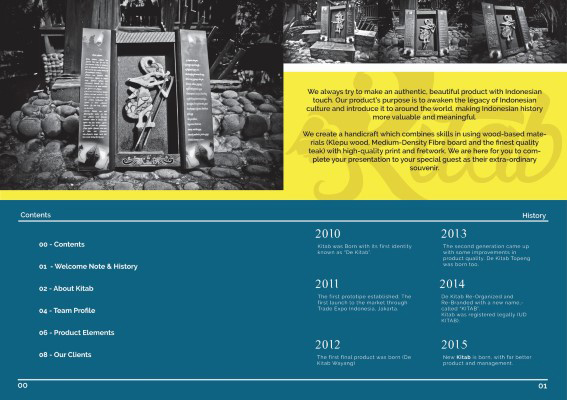 We always try to make an authentic, beautiful product with Indonesian
touch. Our product's purpose is to awaken the legacy of Indonesian
culture and introduce it to around the world, making Indonesian history
more valuable and meaningful.
We create a handicraft which combines skills in using wood-based mate-
rials (Klepu wood, Medium-Density Fibre board and the finest quality
teak) with high-quality print and rivetwork. We are here for you to com-
plete your presentation to your special guest as their extra-ordinary
souvenir.
Kitab
Contents
00 - Contents
01 - Welcome Note & History
02 - About Kitab
04 - Team Profile
06 - Product Elements
08 - Our Clients
00
History
2010
Kitab was Born with its first identity
known as "De Kitab"
2011
The first prototipe established. The
first launch to the market through
Trade Expo Indonesia, Jakarta.
2012
The first final product was born (De
Kitab Wayang)
2013
The second generation came up
with some improvements in
product quality. De Kitab Topeng
was born too.
2014
De Kitab Re-Organized and
Re-Branded with a new name,
called "KITAB".
Kitab was registered legally (UD
KITAB).
2015
New Kitab is born, with far better
product and management.
01